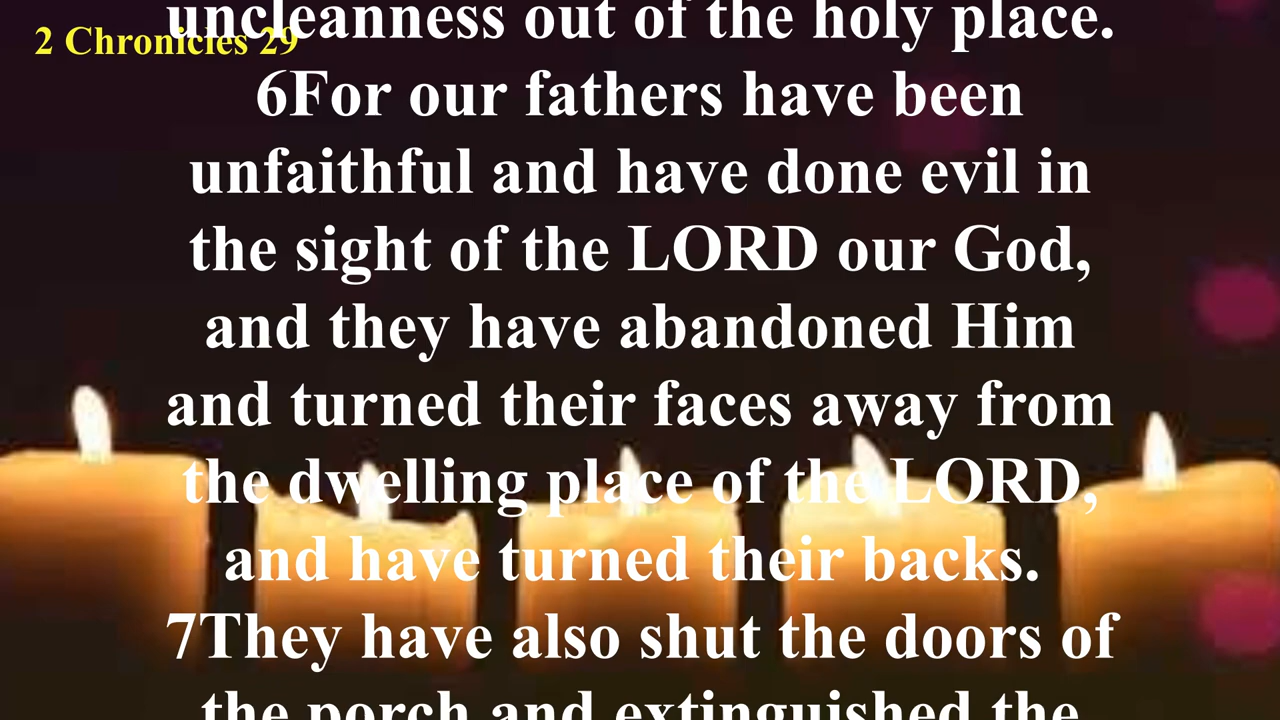 uncleanness out of the holy place.
2 Chronicles 29
6For our fathers have been
unfaithful and have done evil in
the sight of the LORD our God,
and they have abandoned Him
and turned their faces away from
the dwelling place of the LORD,
and have turned their backs.
7They have also shut the doors of
the porch and extinguished the